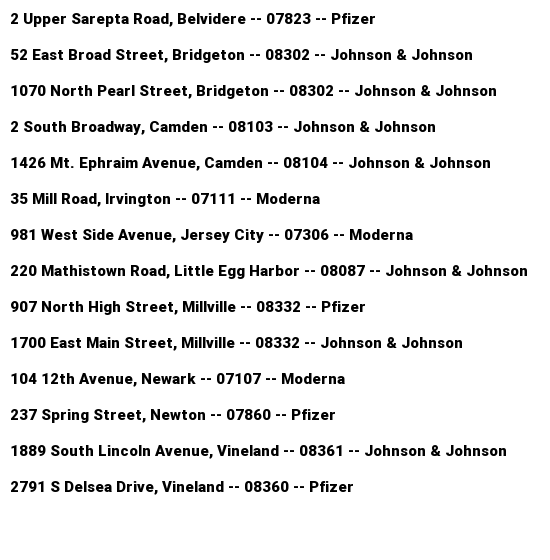 2 Upper Sarepta Road, Belvidere -- 07823 -- Pfizer
52 East Broad Street, Bridgeton -- 08302 -- Johnson & Johnson
1070 North Pearl Street, Bridgeton -- 08302 -- Johnson & Johnson
2 South Broadway, Camden -- 08103 -- Johnson & Johnson
1426 Mt. Ephraim Avenue, Camden -- 08104 -- Johnson & Johnson
35 Mill Road, Irvington -- 07111 -- Moderna
981 West Side Avenue, Jersey City -- 07306 -- Moderna
220 Mathistown Road, Little Egg Harbor -- 08087 -- Johnson & Johnson
907 North High Street, Millville -- 08332 -- Pfizer
1700 East Main Street, Millville -- 08332 -- Johnson & Johnson
104 12th Avenue, Newark -- 07107 -- Moderna
237 Spring Street, Newton -- 07860 -- Pfizer
1889 South Lincoln Avenue, Vineland -- 08361 -- Johnson & Johnson
2791 S Delsea Drive, Vineland -- 08360 -- Pfizer